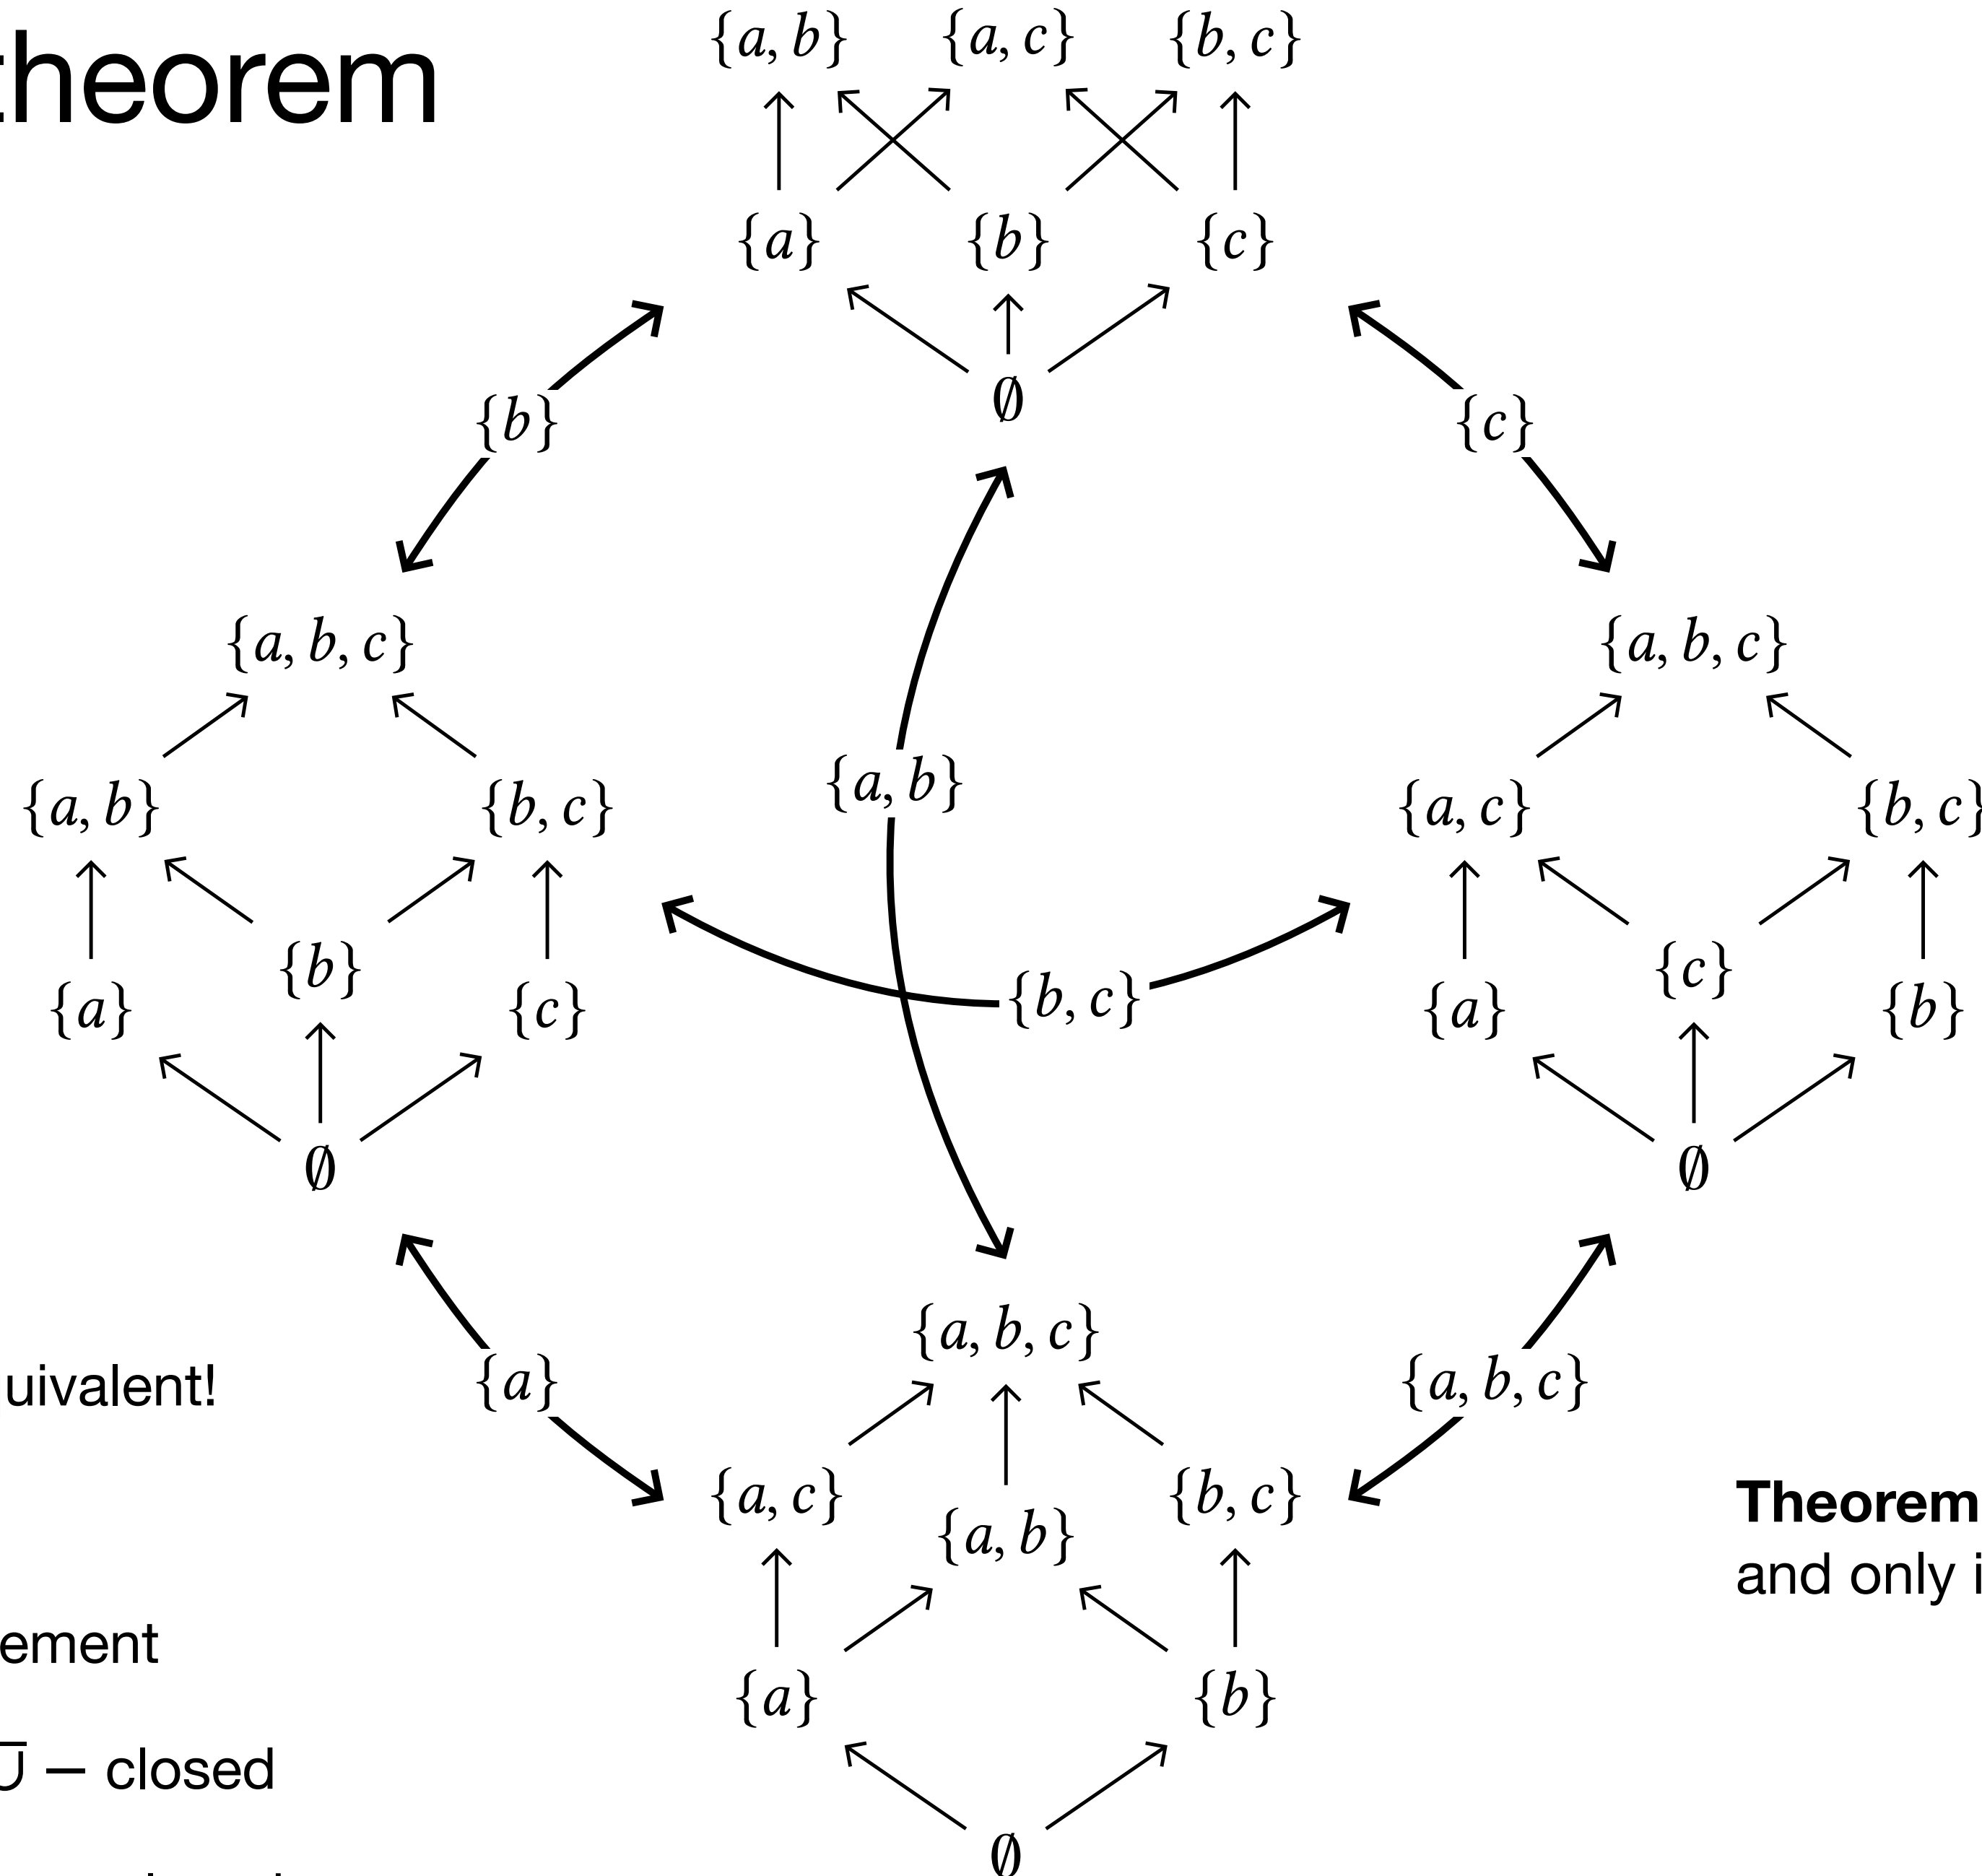 theorem
{a, b} {a, c} {b, c}
{a} {b} {c}
∅
{b} {c}
{a, b, c} {a, b, c}
{a, b} {b, c} {a, b} {a, c} {b, c}
{b} {c}
{a} {c} {b, c} {a} {b}
∅ ∅
{a, b, c}
uivalent! {a} {a, b, c}
{a, c} {b, c}
{a, b}
Theorem
and only i
ement
{a} {b}
U — closed
∅